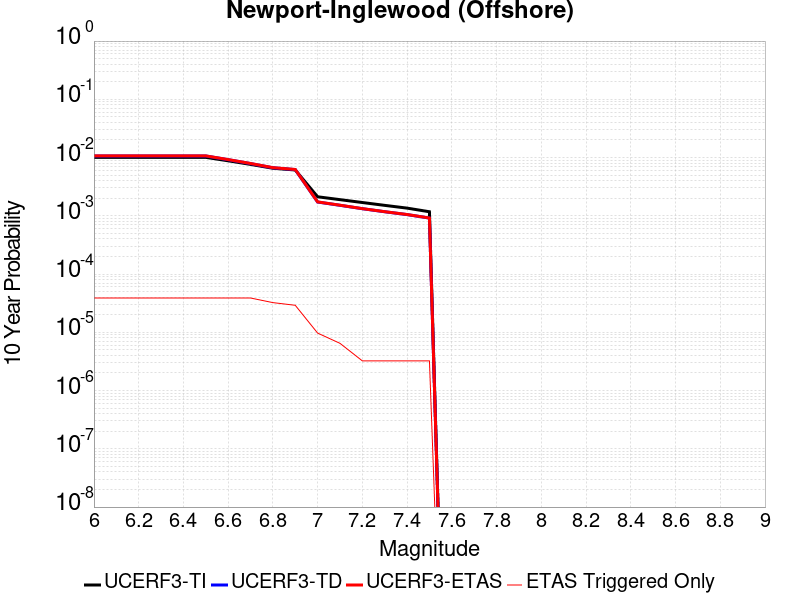 Newport-Inglewood (Offshore)
10^0
10^-1
10^-2
10^-3
10^-4
10^-5
10^-6
10^-7
10^-8
10 Year Probability
6 6.2 6.4 6.6 6.8 7 7.2 7.4 7.6 7.8 8 8.2 8.4 8.6 8.8 9
Magnitude
UCERF3-TI UCERF3-TD UCERF3-ETAS ETAS Triggered Only